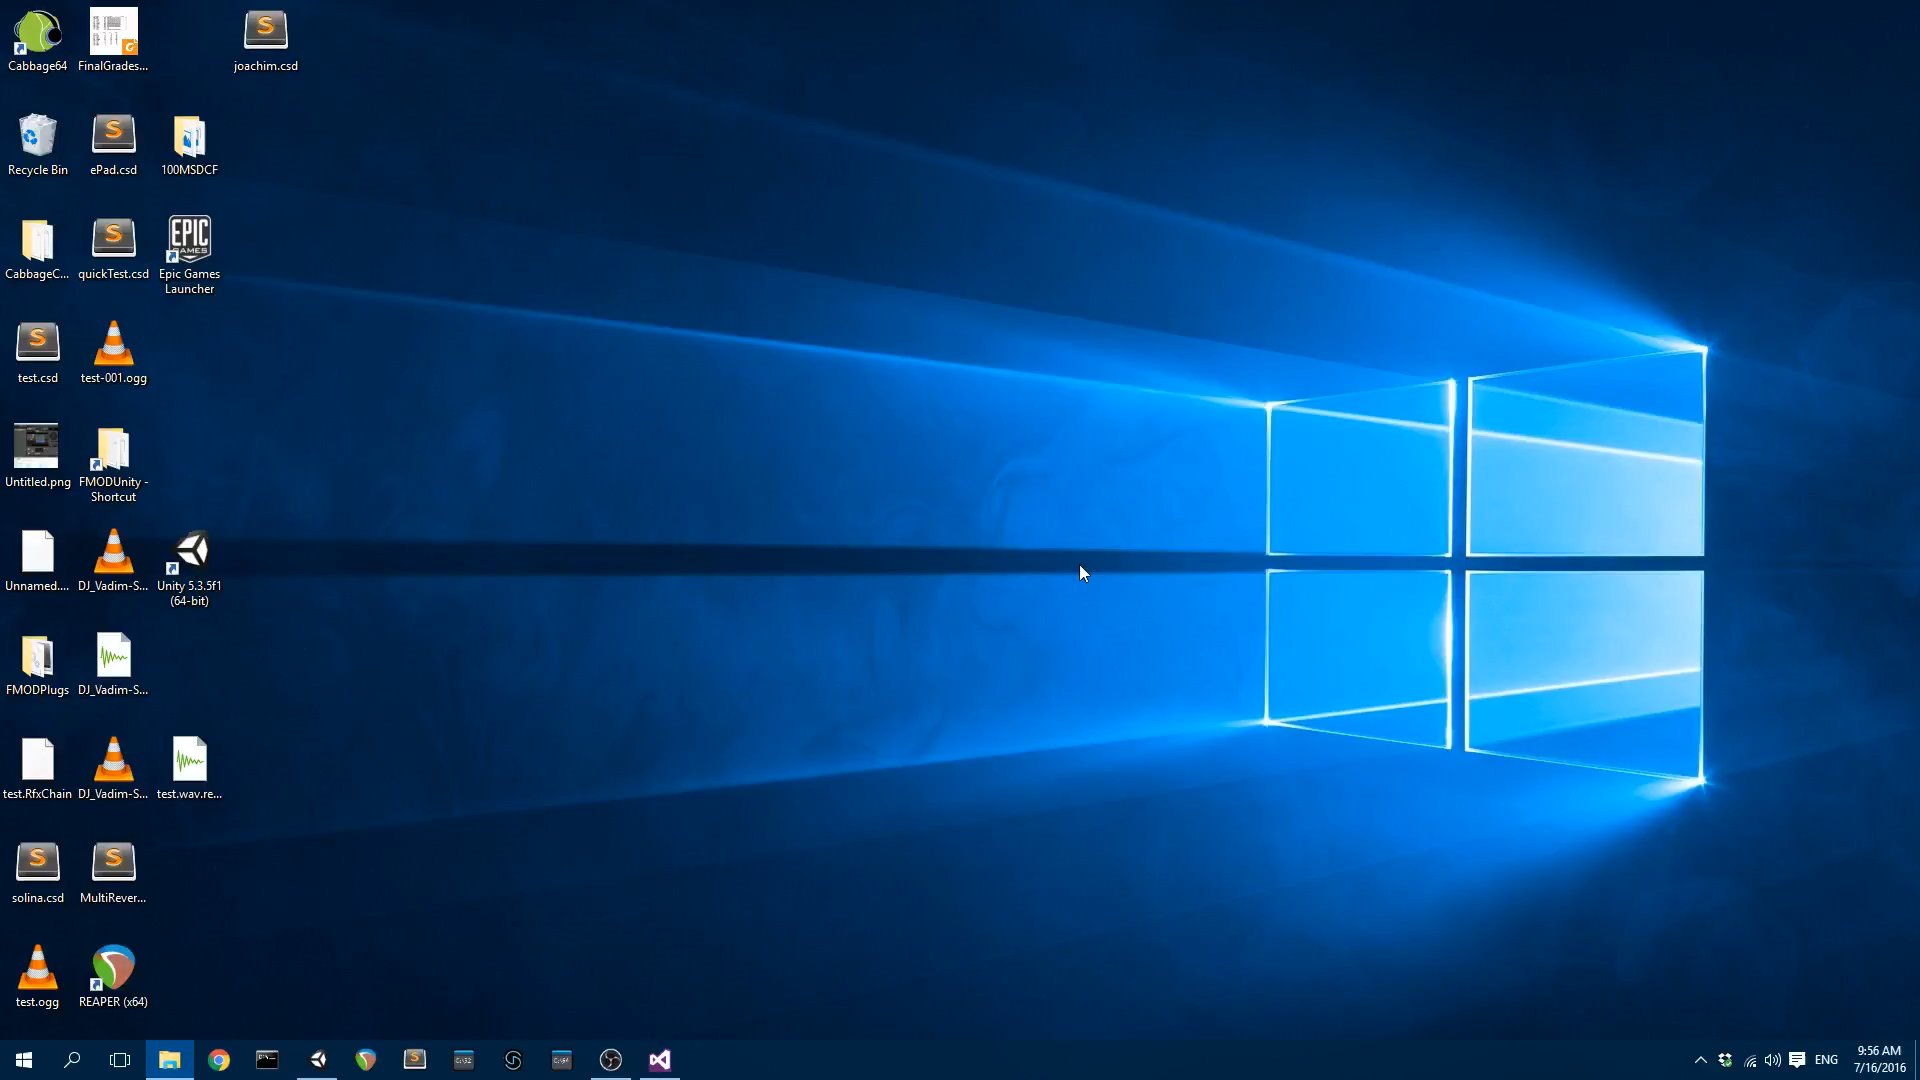 Cabbage64
FinalGrades...
joachim.csd
Recycle Bin
ePad.csd
100MSDCF
EPIC
GAMES
CabbageC...
quickTest.csd
Epic Games
Launcher
test.csd
test-001.ogg
Untitled.png
FMODUnity -
Shortcut
Unnamed....
DJ_Vadim-S...
Unity 5.3.5f1
(64-bit)
FMODPlugs
DJ_Vadim-S...
test.RfxChain
DJ_Vadim-S...
test.wav.re...
solina.csd
MultiRever...
test.ogg
REAPER (x64)
C:\32
C:\64
ENG
9:56 AM
7/16/2016